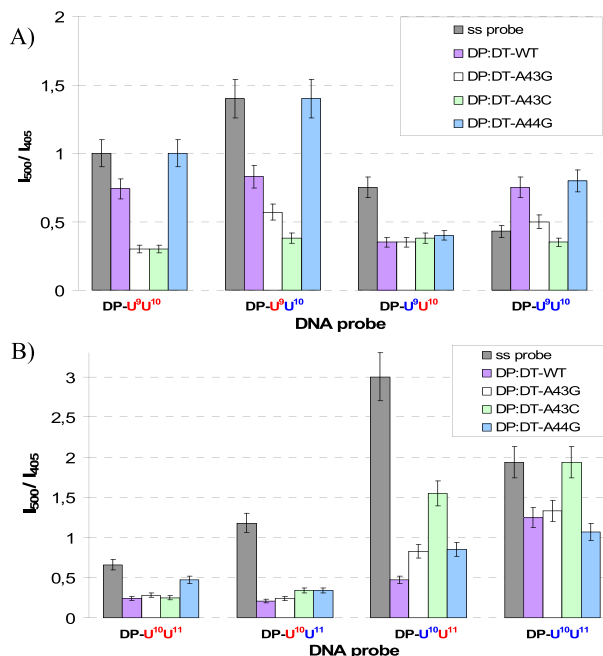 A)
2
1,5
1
0,5
0
I₅₀₀/ I₄₀₅
ss probe
DP:DT-WT
DP:DT-A43G
DP:DT-A43C
DP:DT-A44G
DP-U⁹U¹⁰ DP-U⁹U¹⁰ DP-U⁹U¹⁰ DP-U⁹U¹⁰
DNA probe
B)
3
2,5
2
1,5
1
0,5
0
I₅₀₀/ I₄₀₅
ss probe
DP:DT-WT
DP:DT-A43G
DP:DT-A43C
DP:DT-A44G
DP-U¹⁰U¹¹ DP-U¹⁰U¹¹ DP-U¹⁰U¹¹ DP-U¹⁰U¹¹
DNA probe